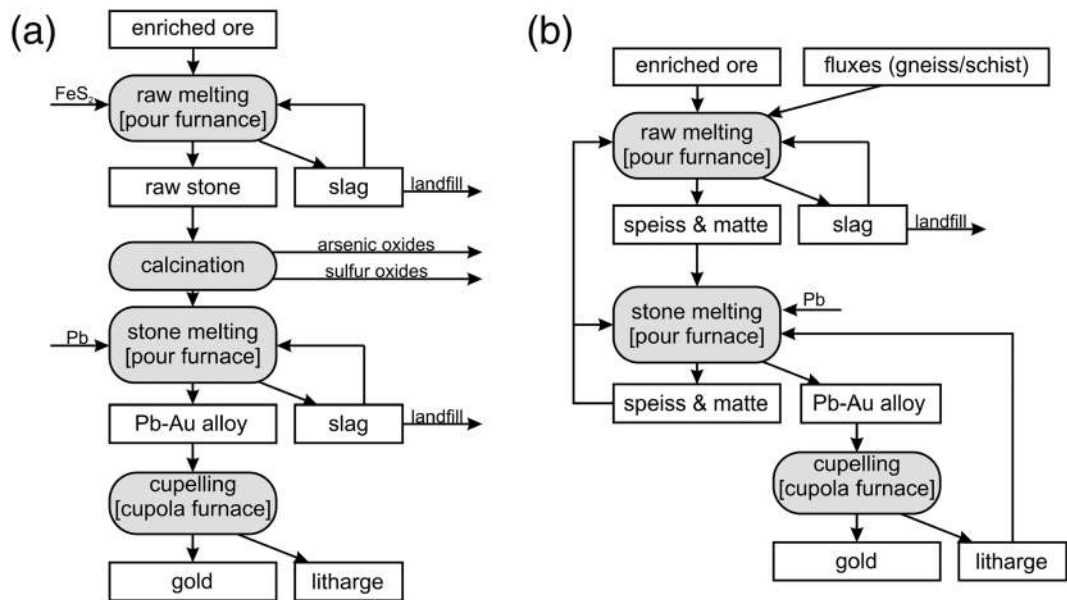 (a)
enriched ore
FeS₂
raw melting
[pour furnance]
raw stone
slag
landfill
calcination
arsenic oxides
sulfur oxides
Pb
stone melting
[pour furnace]
Pb-Au alloy
slag
landfill
cupelling
[cupola furnace]
gold
litharge
(b)
enriched ore
fluxes (gneiss/schist)
raw melting
[pour furnance]
speiss & matte
slag
landfill
stone melting
[pour furnace]
Pb
speiss & matte
Pb-Au alloy
cupelling
[cupola furnace]
gold
litharge